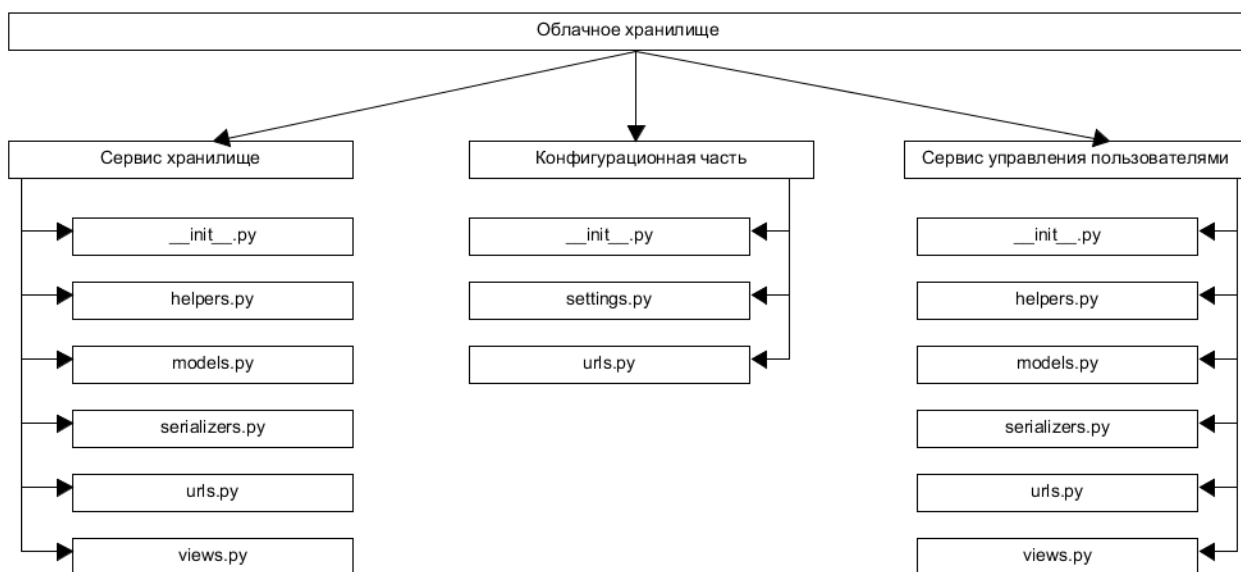 Облачное хранилище
Сервис хранилище
Конфигурационная часть
Сервис управления пользователями
__init__.py
__init__.py
__init__.py
helpers.py
settings.py
helpers.py
models.py
urls.py
models.py
serializers.py
serializers.py
urls.py
urls.py
views.py
views.py